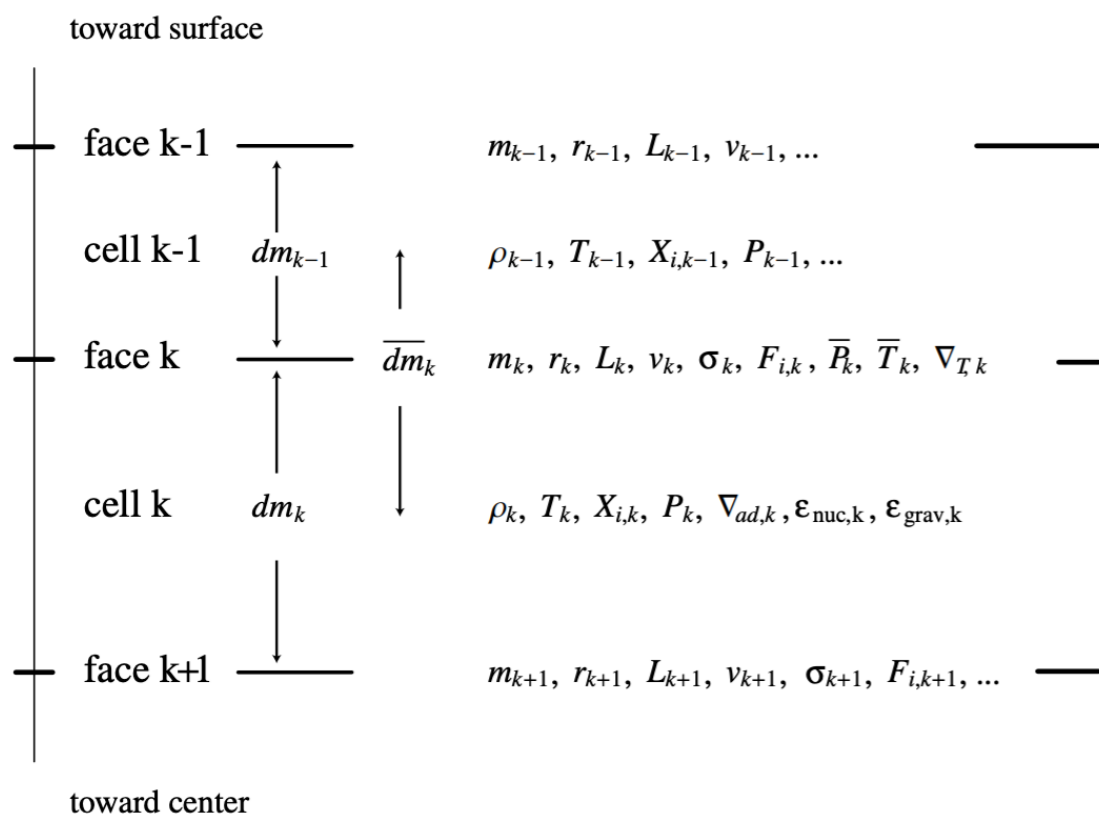 toward surface
face k-1 m_{k−1}, r_{k−1}, L_{k−1}, v_{k−1}, ...
cell k-1 dm_{k−1} ρ_{k−1}, T_{k−1}, X_{i,k−1}, P_{k−1}, ...
face k \overline{dm}_k m_k, r_k, L_k, v_k, σ_k, F_{i,k}, \overline{P}_k, \overline{T}_k, ∇_{T,k}
cell k dm_k ρ_k, T_k, X_{i,k}, P_k, ∇_{ad,k}, ε_{nuc,k}, ε_{grav,k}
face k+1 m_{k+1}, r_{k+1}, L_{k+1}, v_{k+1}, σ_{k+1}, F_{i,k+1}, ...
toward center